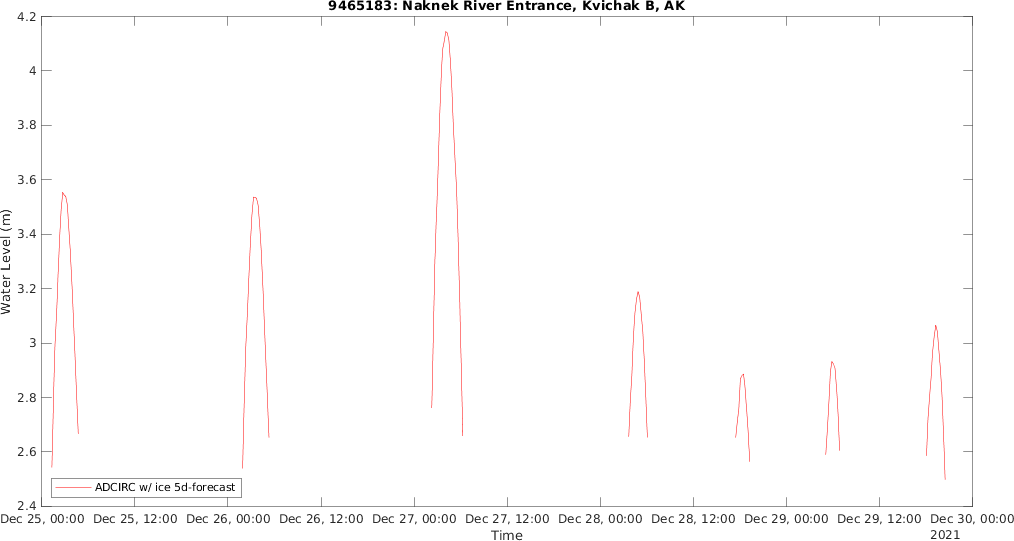 9465183: Naknek River Entrance, Kvichak B, AK
4.2
4
3.8
3.6
3.4
3.2
3
2.8
2.6
2.4
Water Level (m)
ADCIRC w/ ice 5d-forecast
Dec 25, 00:00 Dec 25, 12:00 Dec 26, 00:00 Dec 26, 12:00 Dec 27, 00:00 Dec 27, 12:00 Dec 28, 00:00 Dec 28, 12:00 Dec 29, 00:00 Dec 29, 12:00 Dec 30, 00:00
Time
2021